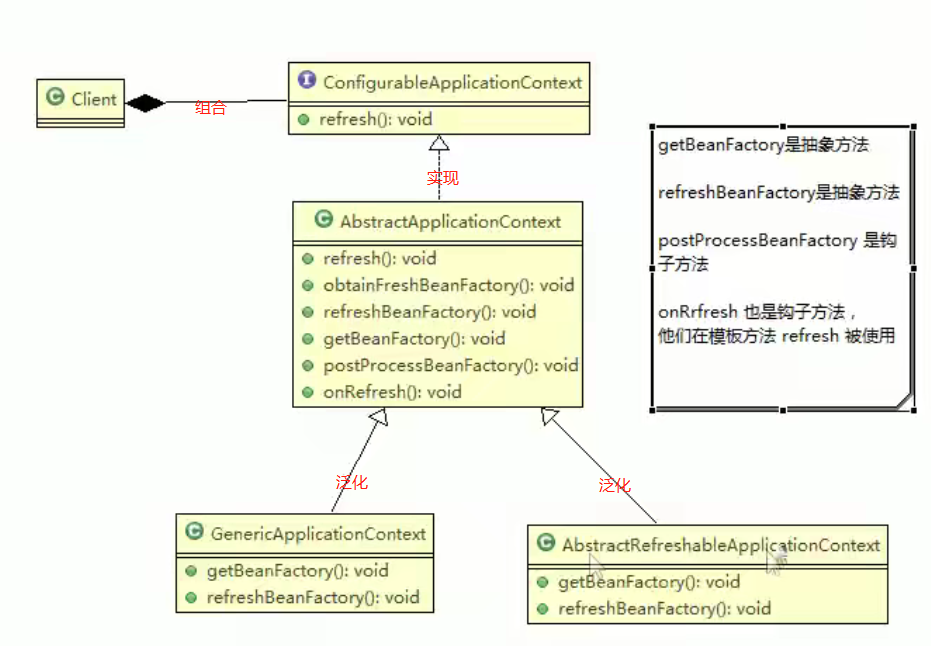 Client
组合
ConfigurableApplicationContext
refresh(): void
实现
AbstractApplicationContext
refresh(): void
obtainFreshBeanFactory(): void
refreshBeanFactory(): void
getBeanFactory(): void
postProcessBeanFactory(): void
onRefresh(): void
getBeanFactory是抽象方法
refreshBeanFactory是抽象方法
postProcessBeanFactory 是钩
子方法
onRrfresh 也是钩子方法，
他们在模板方法 refresh 被使用
泛化
泛化
GenericApplicationContext
getBeanFactory(): void
refreshBeanFactory(): void
AbstractRefreshableApplicationContext
getBeanFactory(): void
refreshBeanFactory(): void